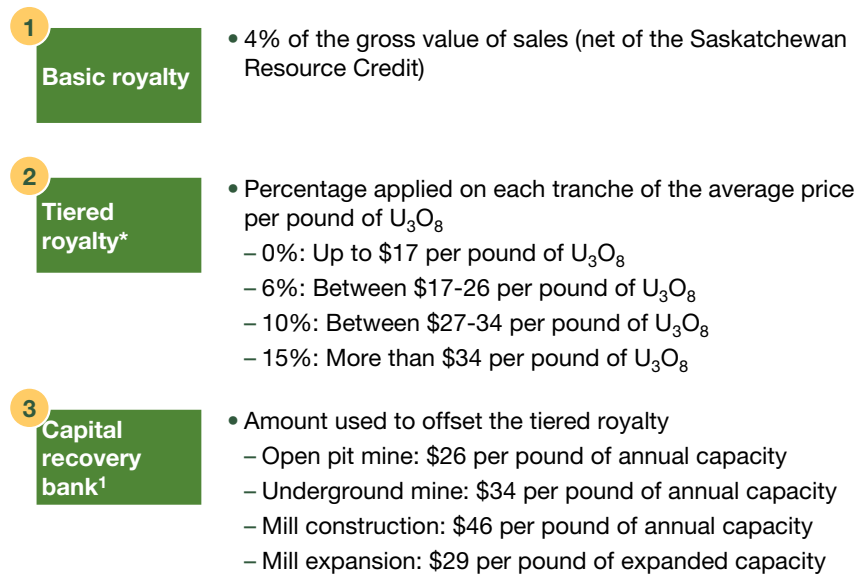 1
Basic royalty
• 4% of the gross value of sales (net of the Saskatchewan
Resource Credit)
2
Tiered
royalty*
• Percentage applied on each tranche of the average price
per pound of U₃O₈
– 0%: Up to $17 per pound of U₃O₈
– 6%: Between $17-26 per pound of U₃O₈
– 10%: Between $27-34 per pound of U₃O₈
– 15%: More than $34 per pound of U₃O₈
3
Capital
recovery
bank¹
• Amount used to offset the tiered royalty
– Open pit mine: $26 per pound of annual capacity
– Underground mine: $34 per pound of annual capacity
– Mill construction: $46 per pound of annual capacity
– Mill expansion: $29 per pound of expanded capacity